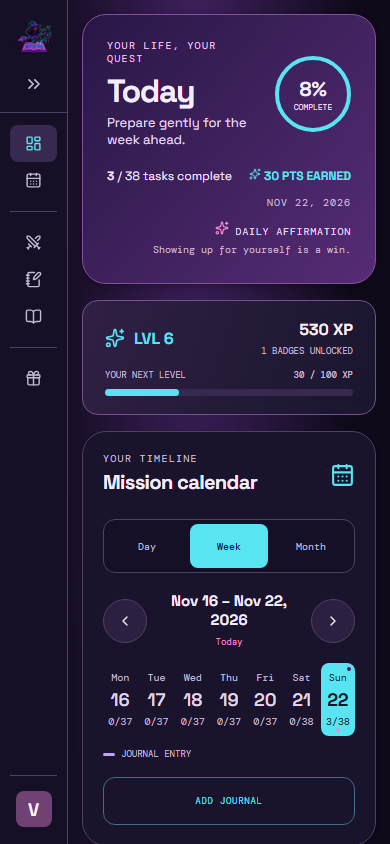 YOUR LIFE, YOUR
QUEST
Today
Prepare gently for the
week ahead.
8%
COMPLETE
3 / 38 tasks complete
30 PTS EARNED
NOV 22, 2026
DAILY AFFIRMATION
Showing up for yourself is a win.
LVL 6
530 XP
1 BADGES UNLOCKED
YOUR NEXT LEVEL
30 / 100 XP
YOUR TIMELINE
Mission calendar
Day Week Month
Nov 16 – Nov 22,
2026
Today
Mon Tue Wed Thu Fri Sat Sun
16 17 18 19 20 21 22
0/37 0/37 0/37 0/37 0/37 0/38 3/38
JOURNAL ENTRY
ADD JOURNAL
V